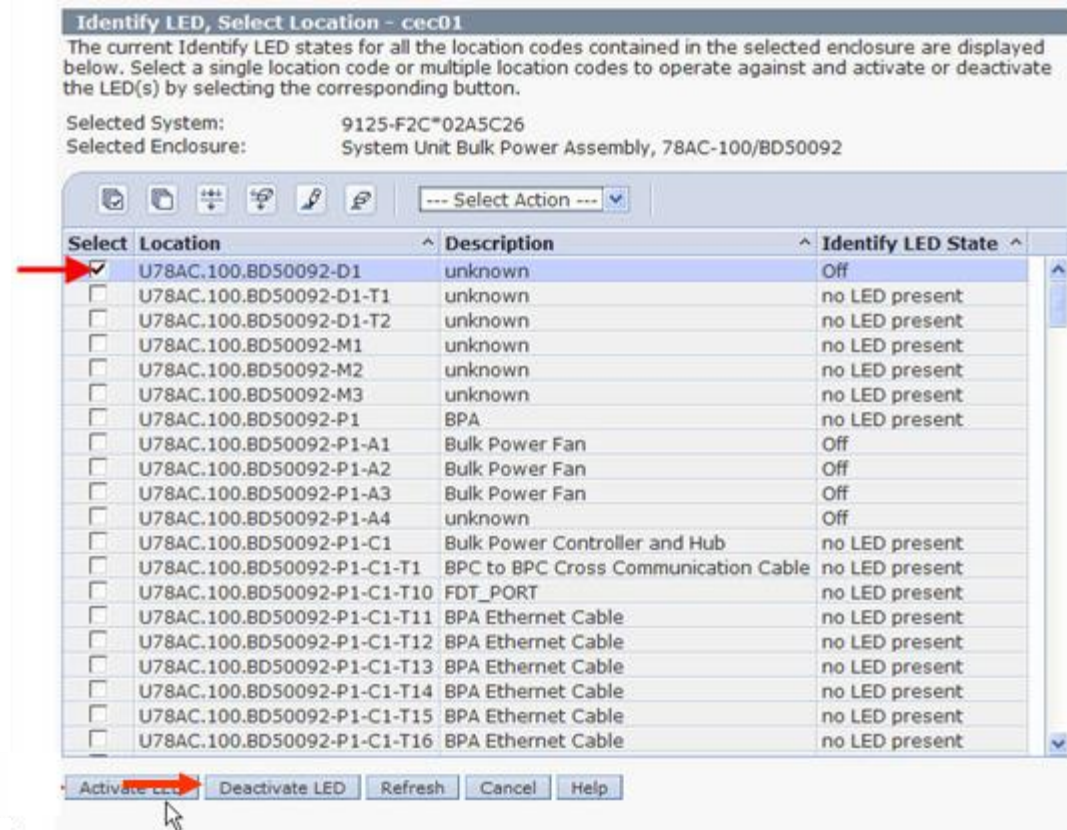 Identify LED, Select Location - cec01
The current Identify LED states for all the location codes contained in the selected enclosure are displayed
below. Select a single location code or multiple location codes to operate against and activate or deactivate
the LED(s) by selecting the corresponding button.
Selected System: 9125-F2C*02A5C26
Selected Enclosure: System Unit Bulk Power Assembly, 78AC-100/BD50092
--- Select Action ---
Select Location ^ Description ^ Identify LED State ^
U78AC.100.BD50092-D1 unknown Off
U78AC.100.BD50092-D1-T1 unknown no LED present
U78AC.100.BD50092-D1-T2 unknown no LED present
U78AC.100.BD50092-M1 unknown no LED present
U78AC.100.BD50092-M2 unknown no LED present
U78AC.100.BD50092-M3 unknown no LED present
U78AC.100.BD50092-P1 BPA no LED present
U78AC.100.BD50092-P1-A1 Bulk Power Fan Off
U78AC.100.BD50092-P1-A2 Bulk Power Fan Off
U78AC.100.BD50092-P1-A3 Bulk Power Fan Off
U78AC.100.BD50092-P1-A4 unknown Off
U78AC.100.BD50092-P1-C1 Bulk Power Controller and Hub no LED present
U78AC.100.BD50092-P1-C1-T1 BPC to BPC Cross Communication Cable no LED present
U78AC.100.BD50092-P1-C1-T10 FDT_PORT no LED present
U78AC.100.BD50092-P1-C1-T11 BPA Ethernet Cable no LED present
U78AC.100.BD50092-P1-C1-T12 BPA Ethernet Cable no LED present
U78AC.100.BD50092-P1-C1-T13 BPA Ethernet Cable no LED present
U78AC.100.BD50092-P1-C1-T14 BPA Ethernet Cable no LED present
U78AC.100.BD50092-P1-C1-T15 BPA Ethernet Cable no LED present
U78AC.100.BD50092-P1-C1-T16 BPA Ethernet Cable no LED present
Activate LED Deactivate LED Refresh Cancel Help